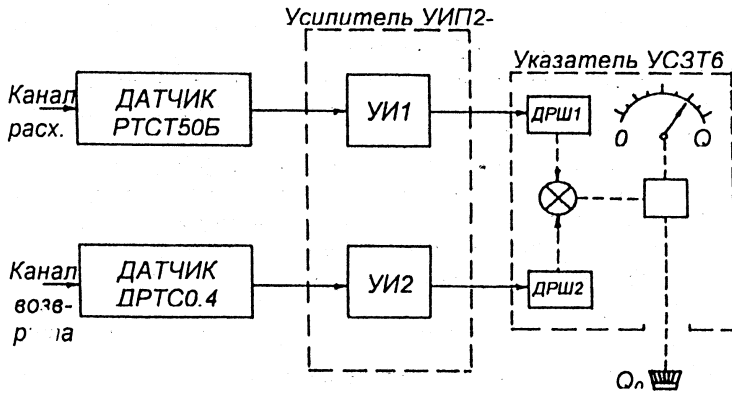 Усилитель УИП2-
Указатель УСЗТ6
Канал
расх.
ДАТЧИК
РТСТ50Б
УИ1
ДРШ1
0
Q
Канал
возв-
ДАТЧИК
ДРТС0.4
УИ2
ДРШ2
Q₀